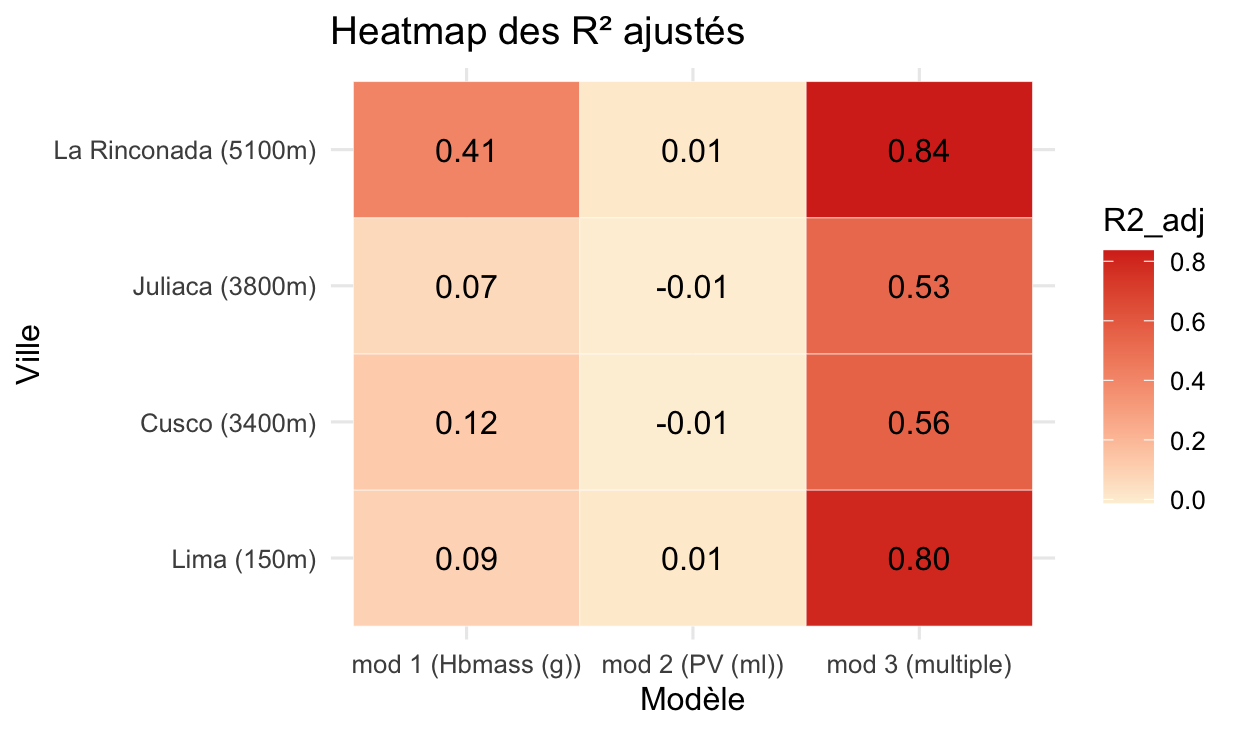 Heatmap des R² ajustés
Ville
La Rinconada (5100m)
0.41
0.01
0.84
Juliaca (3800m)
0.07
-0.01
0.53
Cusco (3400m)
0.12
-0.01
0.56
Lima (150m)
0.09
0.01
0.80
mod 1 (Hbmass (g))
mod 2 (PV (ml))
mod 3 (multiple)
Modèle
R2_adj
0.8
0.6
0.4
0.2
0.0